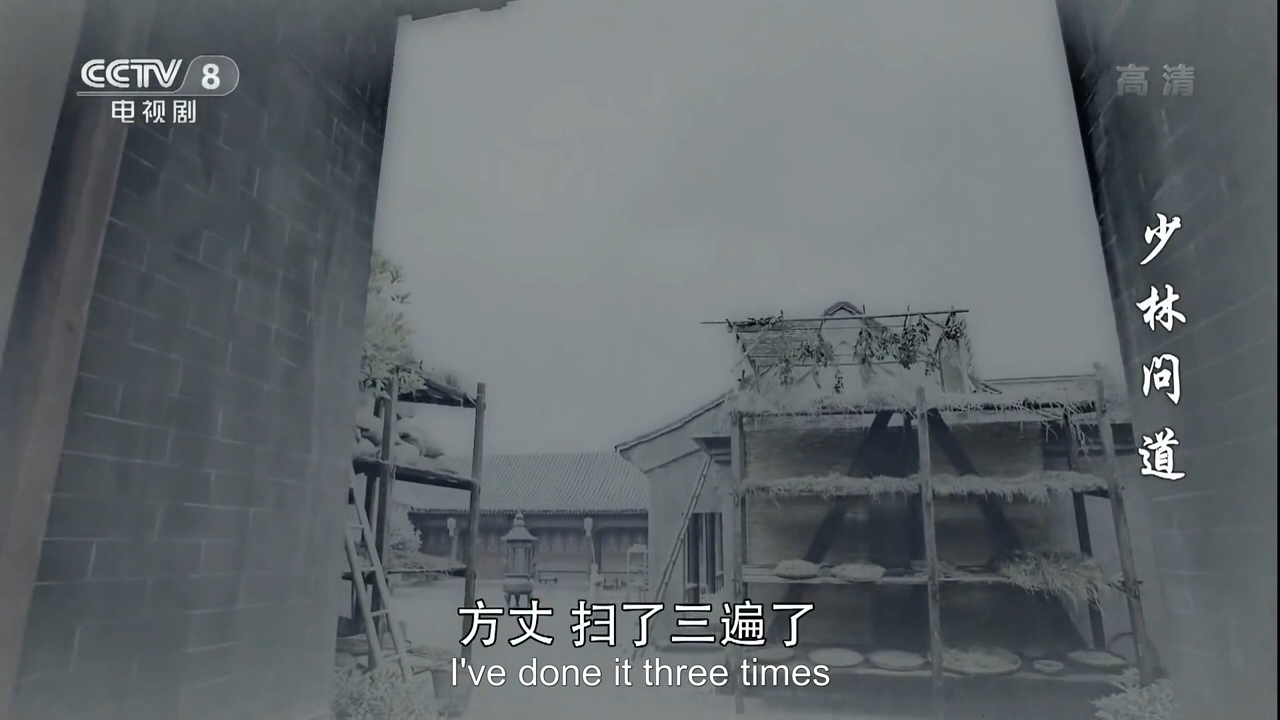 CCTV 8
电视剧
高清
少林问道
方丈 扫了三遍了
I've done it three times